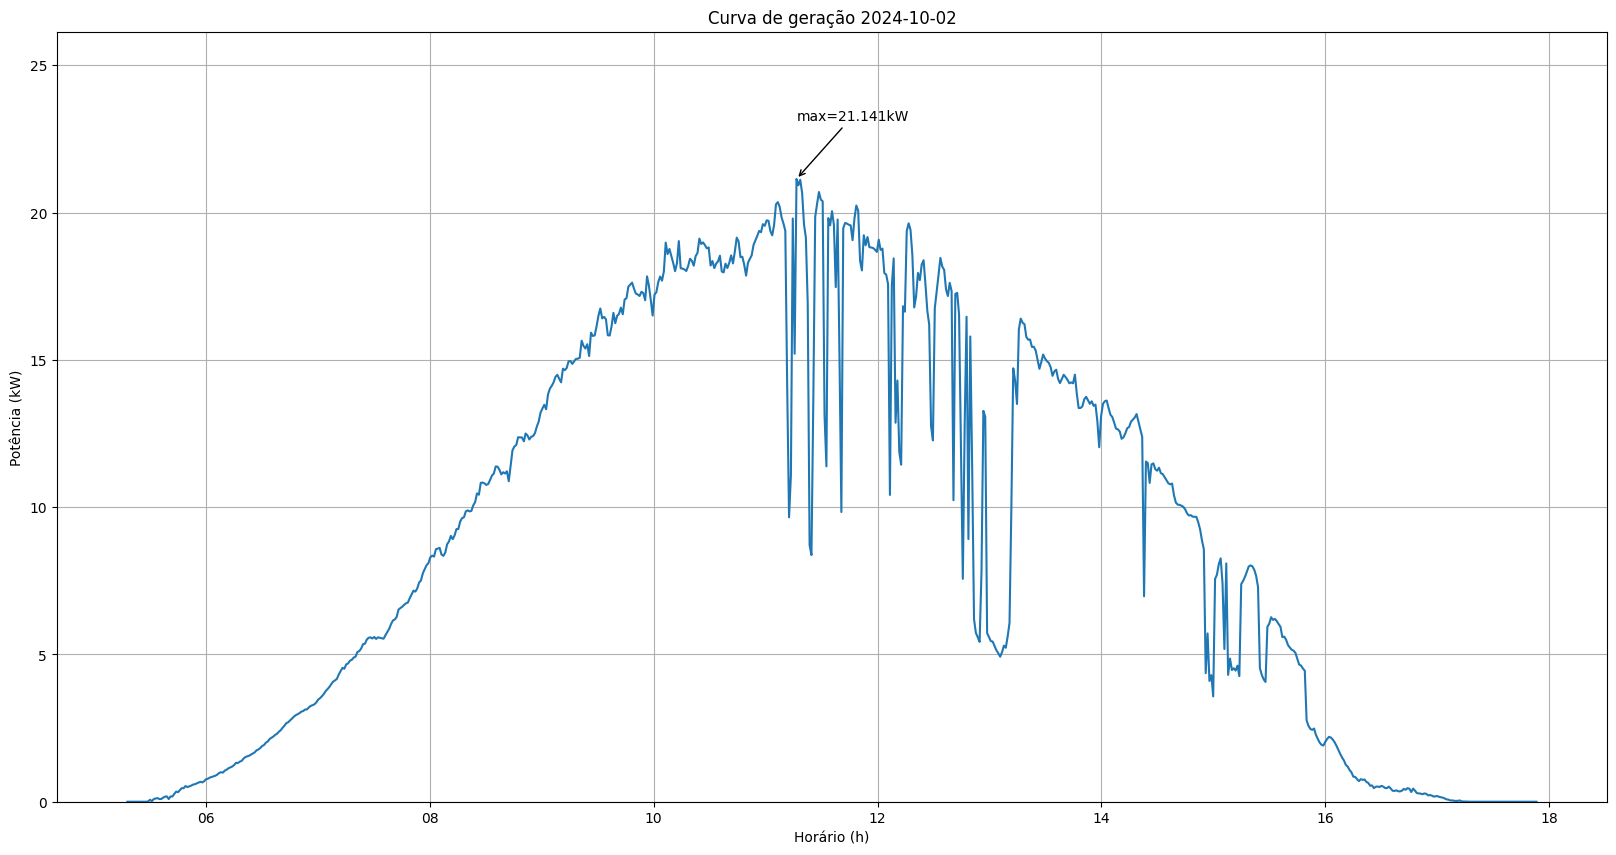 Curva de geração 2024-10-02
25
max=21.141kW
20
15
Potência (kW)
10
5
0
06 08 10 12 14 16 18
Horário (h)